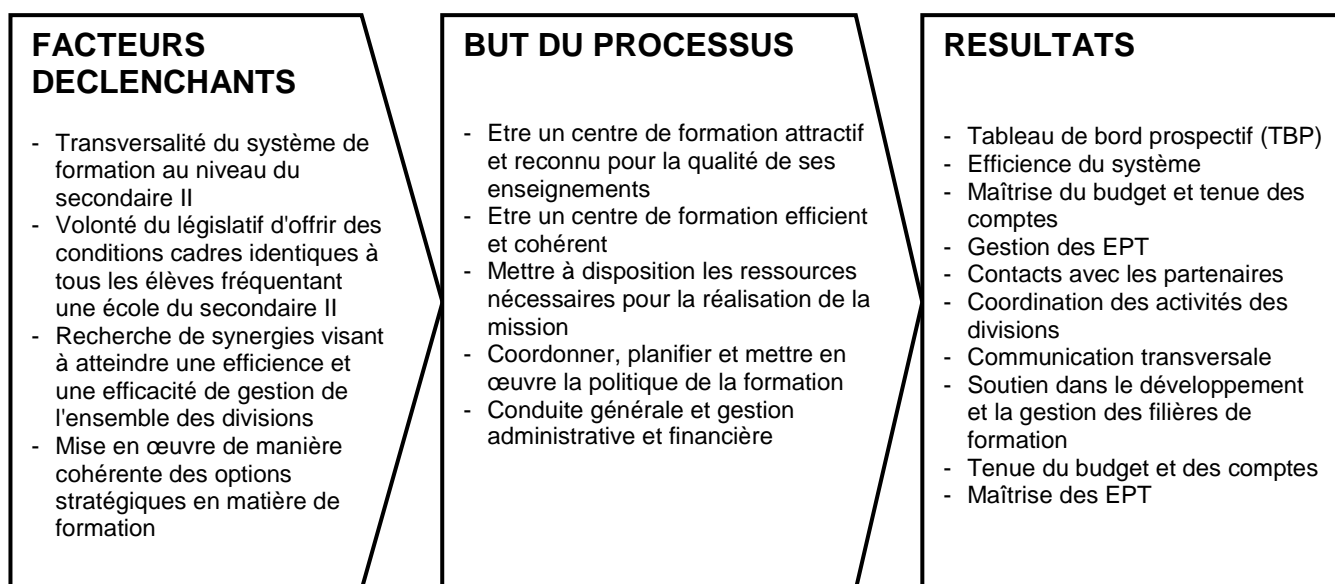 FACTEURS
DECLENCHANTS
- Transversalité du système de
formation au niveau du
secondaire II
- Volonté du législatif d'offrir des
conditions cadres identiques à
tous les élèves fréquentant
une école du secondaire II
- Recherche de synergies visant
à atteindre une efficience et
une efficacité de gestion de
l'ensemble des divisions
- Mise en œuvre de manière
cohérente des options
stratégiques en matière de
formation
BUT DU PROCESSUS
- Etre un centre de formation attractif
et reconnu pour la qualité de ses
enseignements
- Etre un centre de formation efficient
et cohérent
- Mettre à disposition les ressources
nécessaires pour la réalisation de la
mission
- Coordonner, planifier et mettre en
œuvre la politique de la formation
- Conduite générale et gestion
administrative et financière
RESULTATS
- Tableau de bord prospectif (TBP)
- Efficience du système
- Maîtrise du budget et tenue des
comptes
- Gestion des EPT
- Contacts avec les partenaires
- Coordination des activités des
divisions
- Communication transversale
- Soutien dans le développement
et la gestion des filières de
formation
- Tenue du budget et des comptes
- Maîtrise des EPT